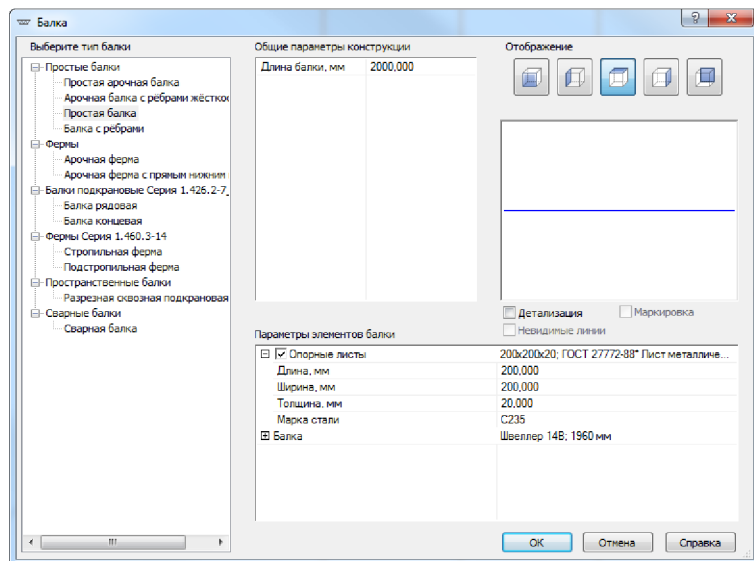 Балка
Выберите тип балки
Простые балки
Простая арочная балка
Арочная балка с рёбрами жёсткос
Простая балка
Балка с рёбрами
Фермы
Арочная ферма
Арочная ферма с прямым нижним
Балки подкрановые Серия 1.426.2-7_
Балка рядовая
Балка концевая
Фермы Серия 1.460.3-14
Стропильная ферма
Подстропильная ферма
Пространственные балки
Разрезная сквозная подкрановая
Сварные балки
Сварная балка
Общие параметры конструкции
Длина балки, мм 2000,000
Отображение
Детализация Маркировка
Невидимые линии
Параметры элементов балки
Опорные листы 200x200x20; ГОСТ 27772-88* Лист металличе...
Длина, мм 200,000
Ширина, мм 200,000
Толщина, мм 20,000
Марка стали С235
Балка Швеллер 14В; 1960 мм
ОК Отмена Справка